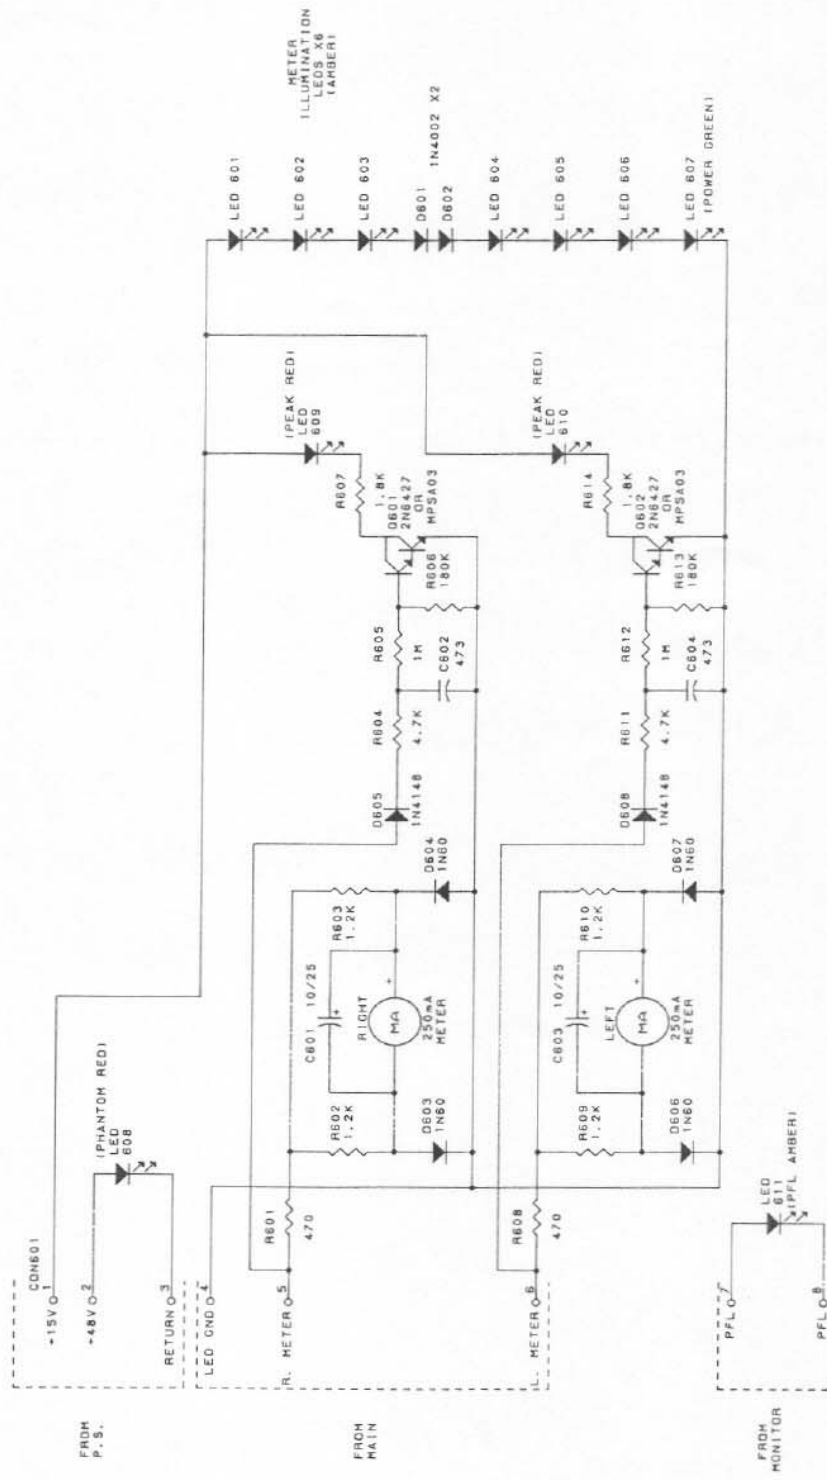 FROM
P.S.
CON601
+15V 1
+48V 2
RETURN 3
(PHANTOM RED)
LED
608
FROM
MAIN
LED GND 4
R. METER 5
L. METER 6
FROM
MONITOR
PFL 7
PFL 8
LED
611
(PFL AMBER)
R601
470
R602
1.2K
D603
1N60
C601 10/25
RIGHT
MA
+
+
250mA
METER
R603
1.2K
D604
1N60
D605
1N4148
R604
4.7K
R605
1M
C602
473
R606
180K
R607
1.8K
Q601
2N6427
OR
MPSA03
(PEAK RED)
LED
609
R608
470
R609
1.2K
D606
1N60
C603 10/25
LEFT
MA
+
+
250mA
METER
R610
1.2K
D607
1N60
D608
1N4148
R611
4.7K
R612
1M
C604
473
R613
180K
R614
1.8K
Q602
2N6427
OR
MPSA03
(PEAK RED)
LED
610
METER
ILLUMINATION
LEDS X6
(AMBER)
LED 601
LED 602
LED 603
D601
D602
1N4002 X2
LED 604
LED 605
LED 606
LED 607
(POWER GREEN)